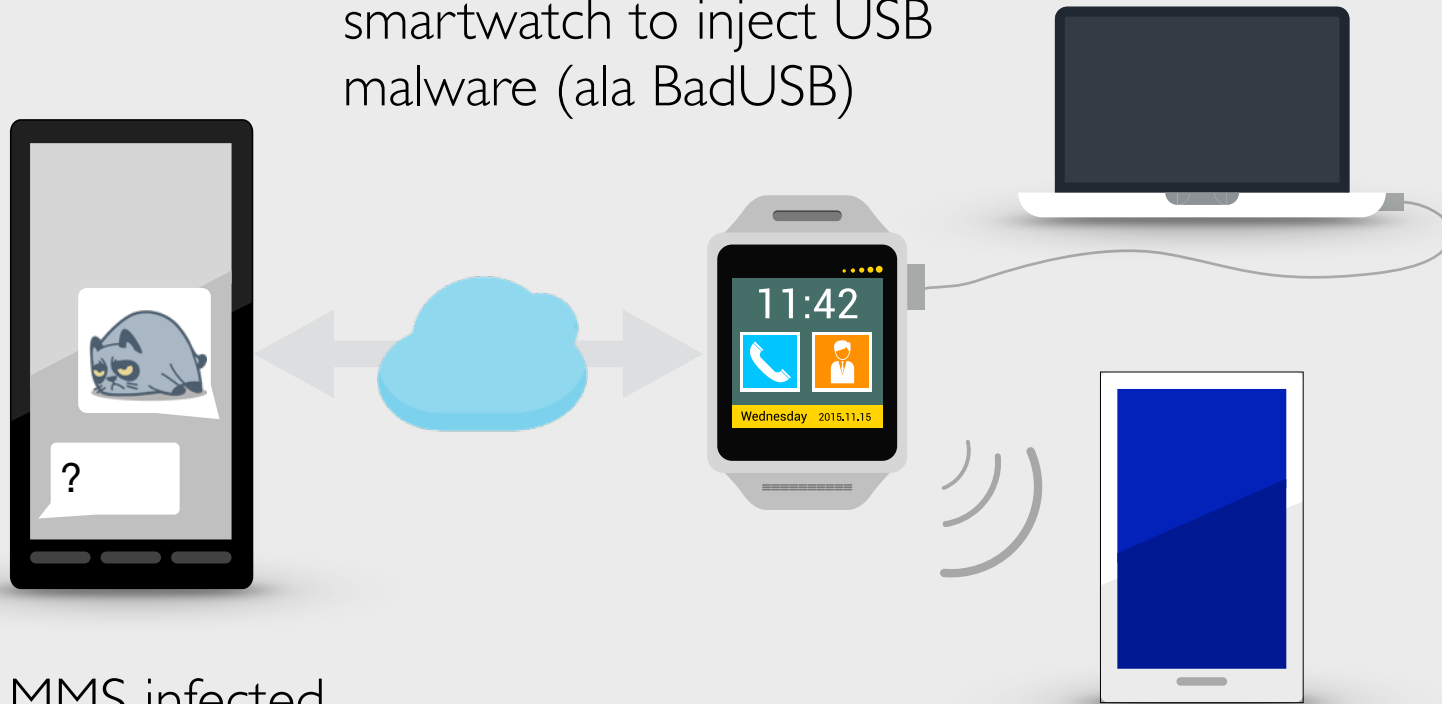 smartwatch to inject USB
malware (ala BadUSB)
11:42
Wednesday 2015.11.15
?
MMS infected